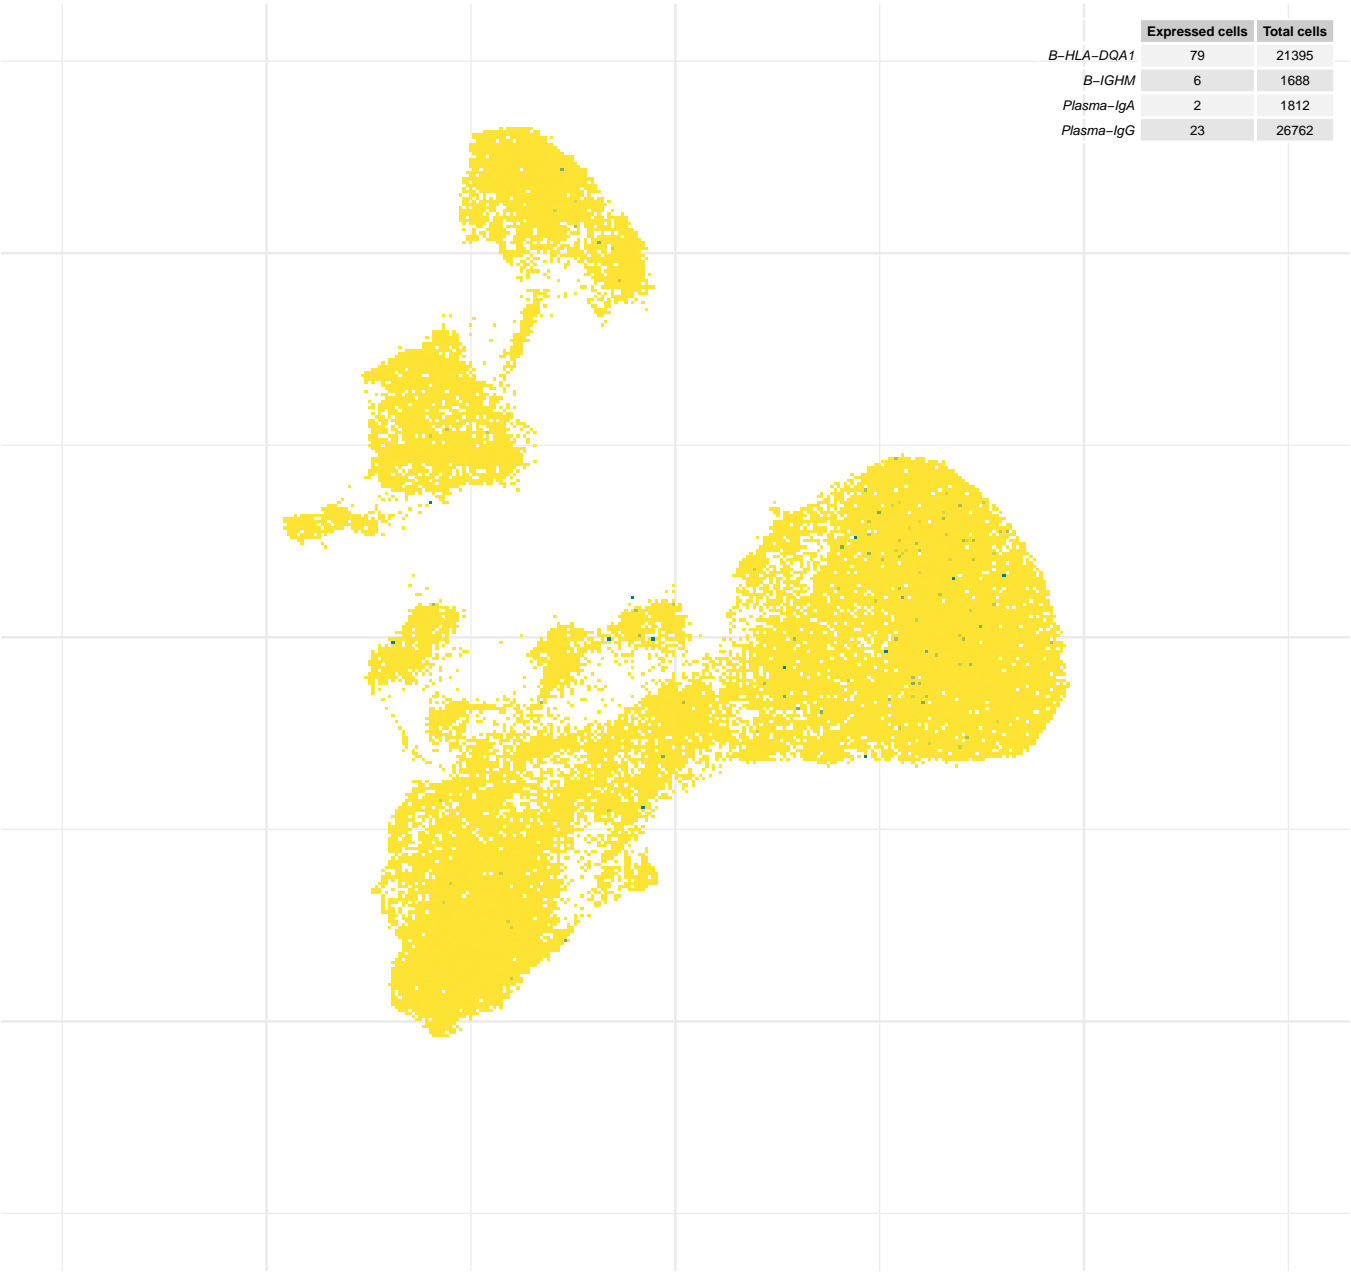 Expressed cells Total cells
B−HLA−DQA1 79 21395
B−IGHM 6 1688
Plasma−IgA 2 1812
Plasma−IgG 23 26762